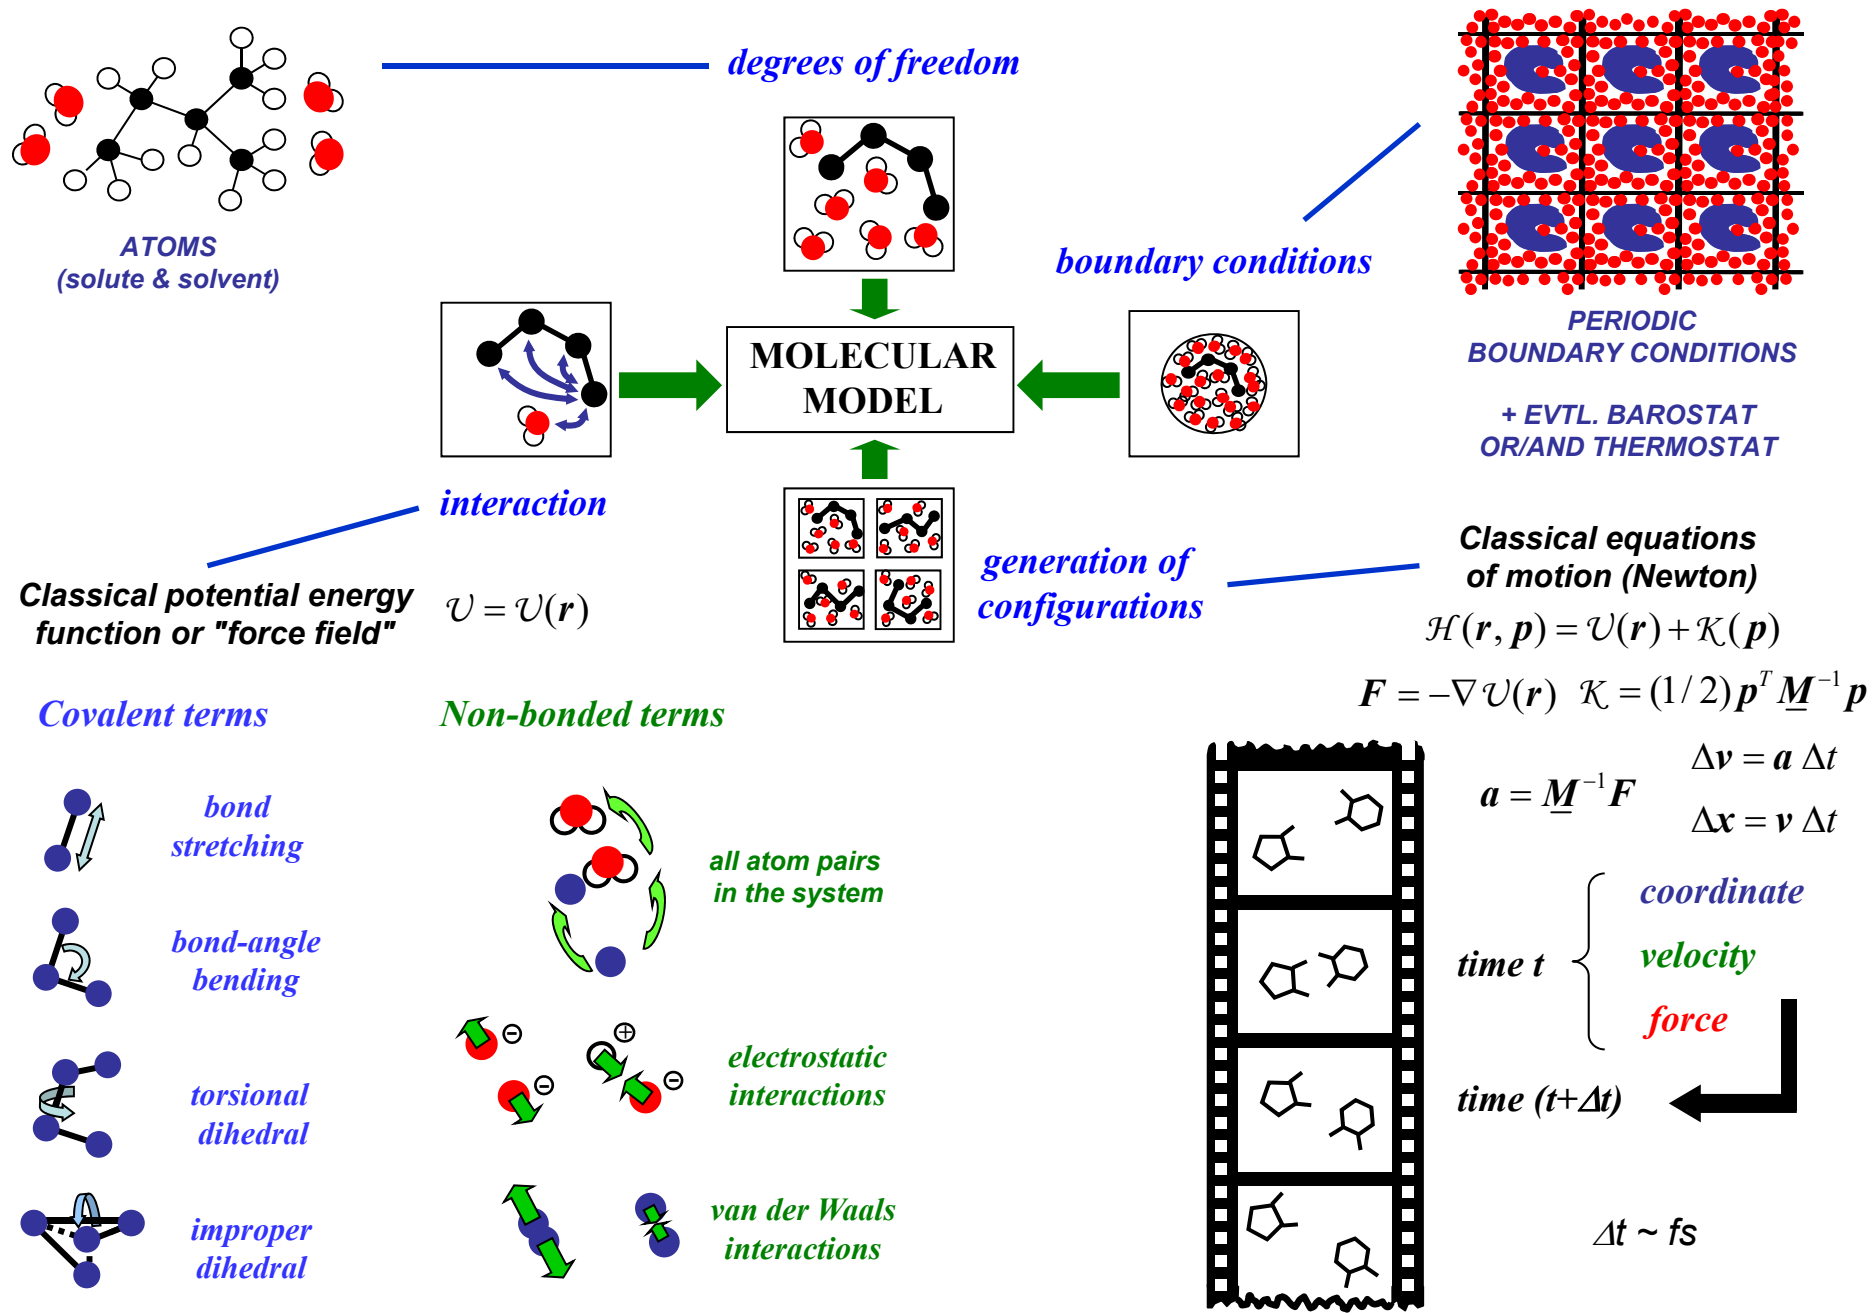 degrees of freedom
ATOMS
(solute & solvent)
boundary conditions
PERIODIC
BOUNDARY CONDITIONS
+ EVTL. BAROSTAT
OR/AND THERMOSTAT
MOLECULAR
MODEL
interaction
generation of
configurations
Classical potential energy
function or "force field"
𝒰 = 𝒰(r)
Classical equations
of motion (Newton)
ℋ(r, p) = 𝒰(r) + 𝒦(p)
F = −∇𝒰(r) 𝒦 = (1/2) pᵀ M̲⁻¹ p
a = M̲⁻¹F
Δv = a Δt
Δx = v Δt
Covalent terms
bond
stretching
bond-angle
bending
torsional
dihedral
improper
dihedral
Non-bonded terms
all atom pairs
in the system
−
+
−
−
electrostatic
interactions
van der Waals
interactions
time t
coordinate
velocity
force
time (t+Δt)
Δt ~ fs